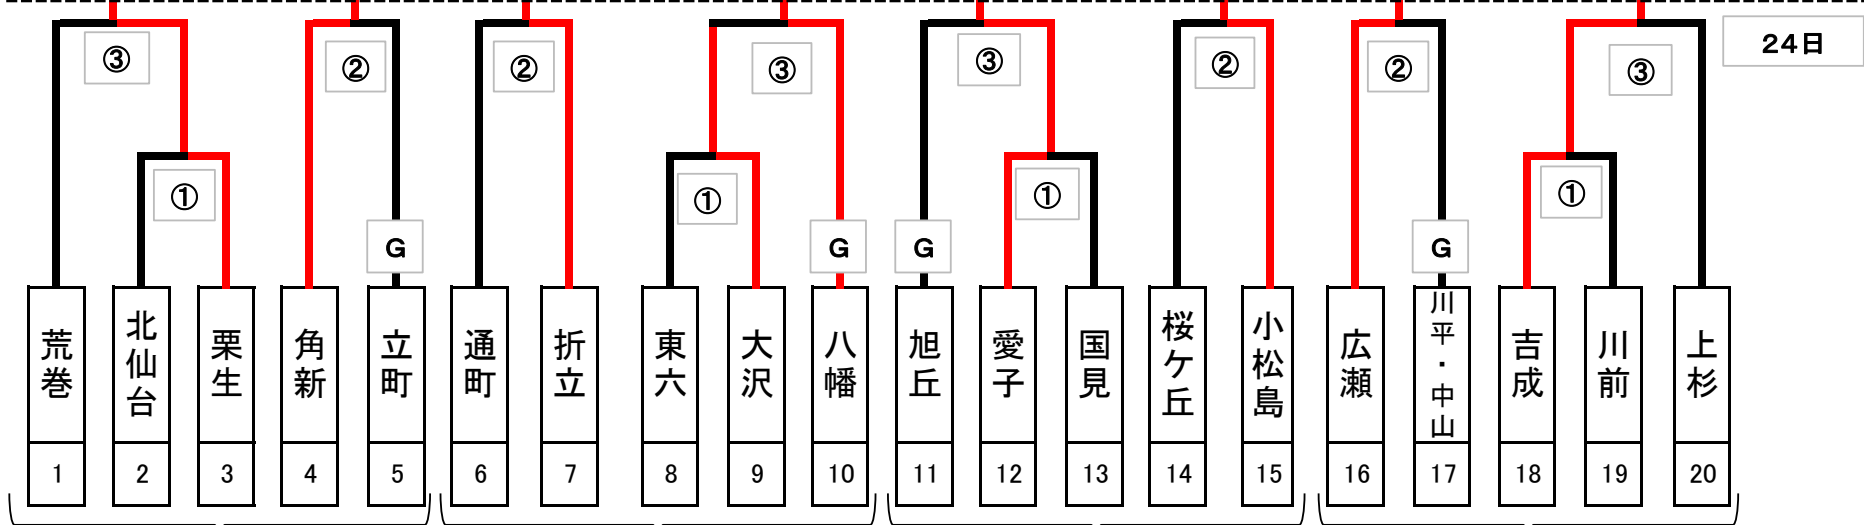 24日
③ ② ② ③ ③ ② ② ③
① ① ① ①
G G G G
荒巻 北仙台 栗生 角新 立町 通町 折立 東六 大沢 八幡 旭丘 愛子 国見 桜ケ丘 小松島 広瀬 川平・中山 吉成 川前 上杉
1 2 3 4 5 6 7 8 9 10 11 12 13 14 15 16 17 18 19 20